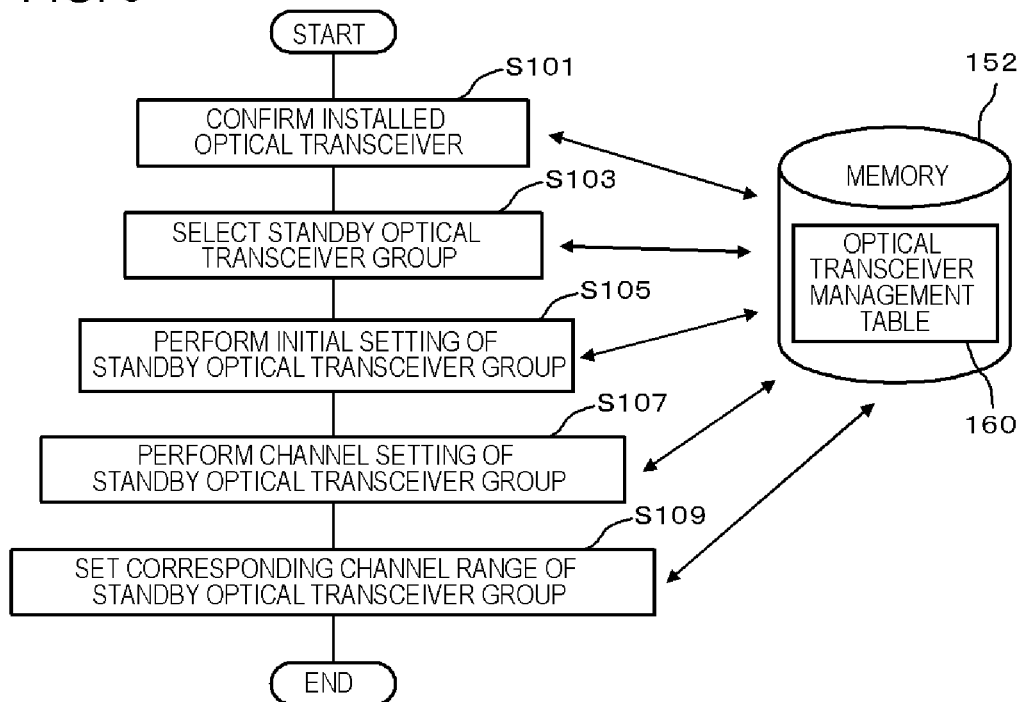 START
S101
CONFIRM INSTALLED
OPTICAL TRANSCEIVER
S103
SELECT STANDBY OPTICAL
TRANSCEIVER GROUP
S105
PERFORM INITIAL SETTING OF
STANDBY OPTICAL TRANSCEIVER GROUP
S107
PERFORM CHANNEL SETTING OF
STANDBY OPTICAL TRANSCEIVER GROUP
S109
SET CORRESPONDING CHANNEL RANGE OF
STANDBY OPTICAL TRANSCEIVER GROUP
END
152
MEMORY
OPTICAL
TRANSCEIVER
MANAGEMENT
TABLE
160